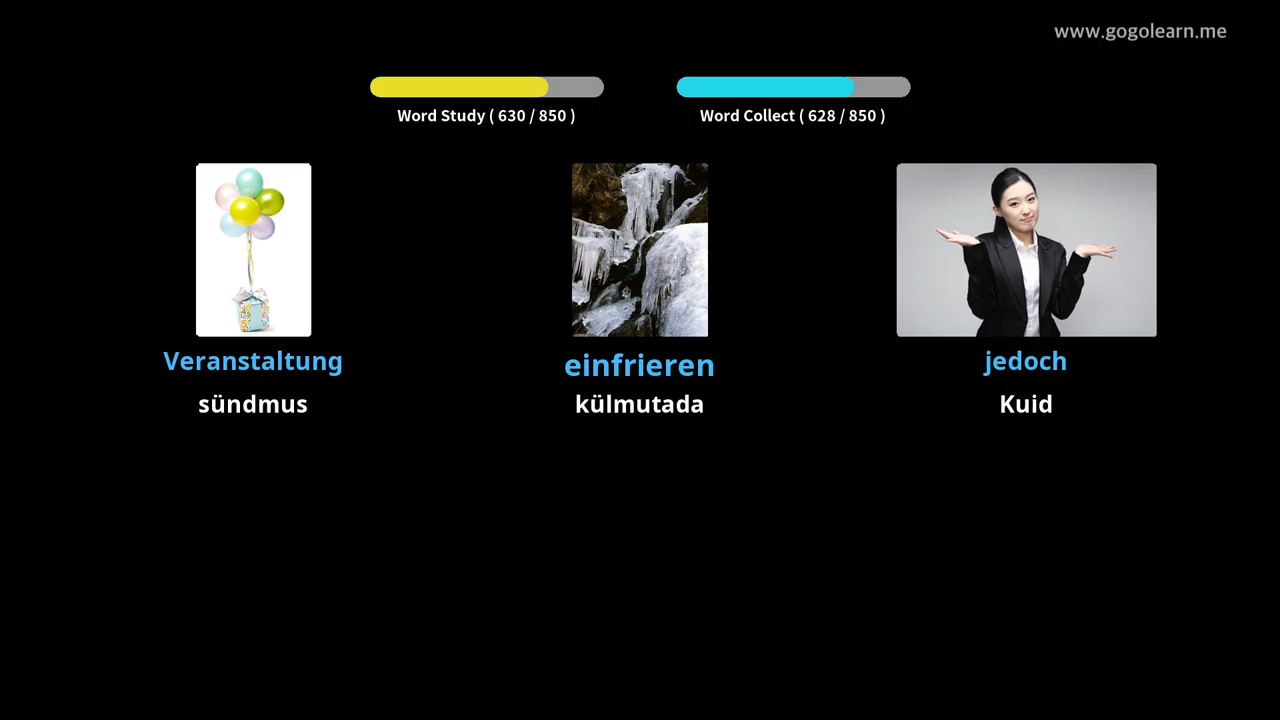 www.gogolearn.me
Word Study ( 630 / 850 )
Word Collect ( 628 / 850 )
Veranstaltung
sündmus
einfrieren
külmutada
jedoch
Kuid